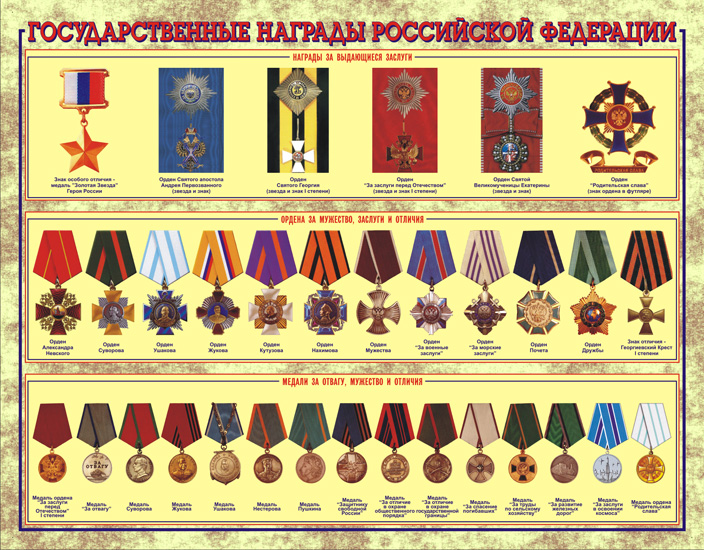 ГОСУДАРСТВЕННЫЕ НАГРАДЫ РОССИЙСКОЙ ФЕДЕРАЦИИ
НАГРАДЫ ЗА ВЫДАЮЩИЕСЯ ЗАСЛУГИ
Знак особого отличия -
медаль "Золотая Звезда"
Героя России
Орден Святого апостола
Андрея Первозванного
(звезда и знак)
Орден
Святого Георгия
(звезда и знак I степени)
Орден
"За заслуги перед Отечеством"
(звезда и знак I степени)
Орден Святой
Великомученицы Екатерины
(звезда и знак)
Орден
"Родительская слава"
(знак ордена в футляре)
ОРДЕНА ЗА МУЖЕСТВО, ЗАСЛУГИ И ОТЛИЧИЯ
Орден
Александра
Невского
Орден
Суворова
Орден
Ушакова
Орден
Жукова
Орден
Кутузова
Орден
Нахимова
Орден
Мужества
Орден
"За военные
заслуги"
Орден
"За морские
заслуги"
Орден
Почета
Орден
Дружбы
Знак отличия -
Георгиевский Крест
I степени
МЕДАЛИ ЗА ОТВАГУ, МУЖЕСТВО И ОТЛИЧИЯ
ЗА
ОТВАГУ
Медаль ордена
"За заслуги
перед
Отечеством"
I степени
Медаль
"За отвагу"
Медаль
Суворова
Медаль
Жукова
Медаль
Ушакова
Медаль
Нестерова
Медаль
Пушкина
Медаль
"Защитнику
свободной
России"
Медаль
"За отличие
в охране
общественного
порядка"
Медаль
"За отличие
в охране
государственной
границы"
Медаль
"За спасение
погибавших"
Медаль
"За труды
по сельскому
хозяйству"
Медаль
"За развитие
железных
дорог"
Медаль
"За заслуги
в освоении
космоса"
Медаль ордена
"Родительская
слава"